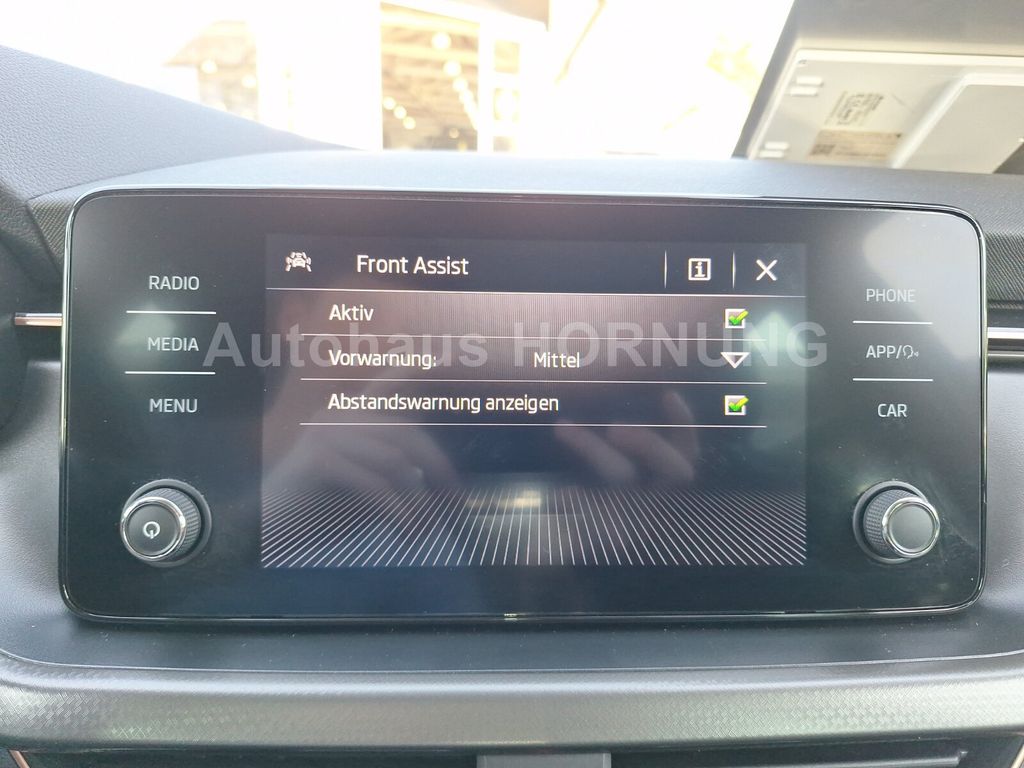 Front Assist
RADIO
PHONE
Aktiv
MEDIA
Autohaus HORNUNG
APP/
Vorwarnung: Mittel
MENU
Abstandswarnung anzeigen
CAR